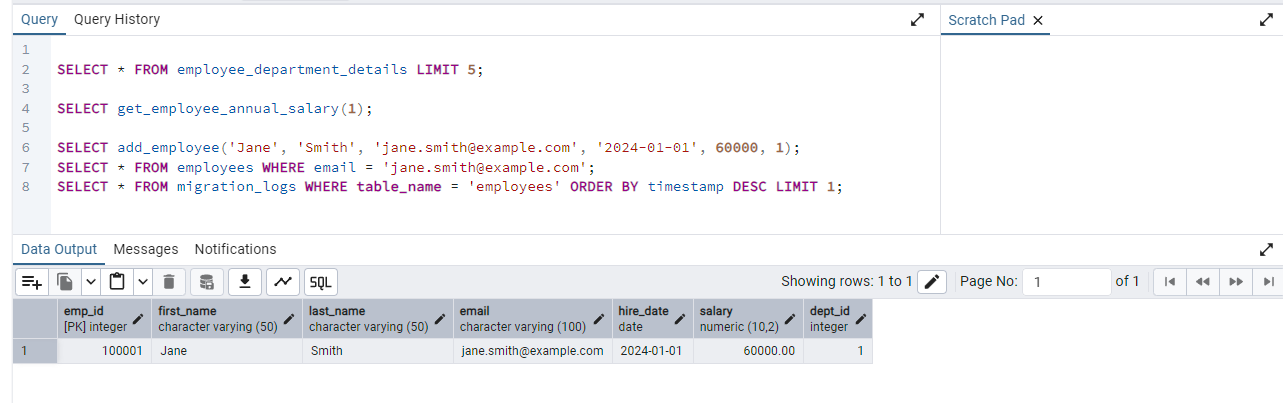 Query Query History
Scratch Pad
1
2 SELECT * FROM employee_department_details LIMIT 5;
3
4 SELECT get_employee_annual_salary(1);
5
6 SELECT add_employee('Jane', 'Smith', 'jane.smith@example.com', '2024-01-01', 60000, 1);
7 SELECT * FROM employees WHERE email = 'jane.smith@example.com';
8 SELECT * FROM migration_logs WHERE table_name = 'employees' ORDER BY timestamp DESC LIMIT 1;
Data Output Messages Notifications
SQL Showing rows: 1 to 1 Page No: 1 of 1
emp_id first_name last_name email hire_date salary dept_id
[PK] integer character varying (50) character varying (50) character varying (100) date numeric (10,2) integer
1 100001 Jane Smith jane.smith@example.com 2024-01-01 60000.00 1